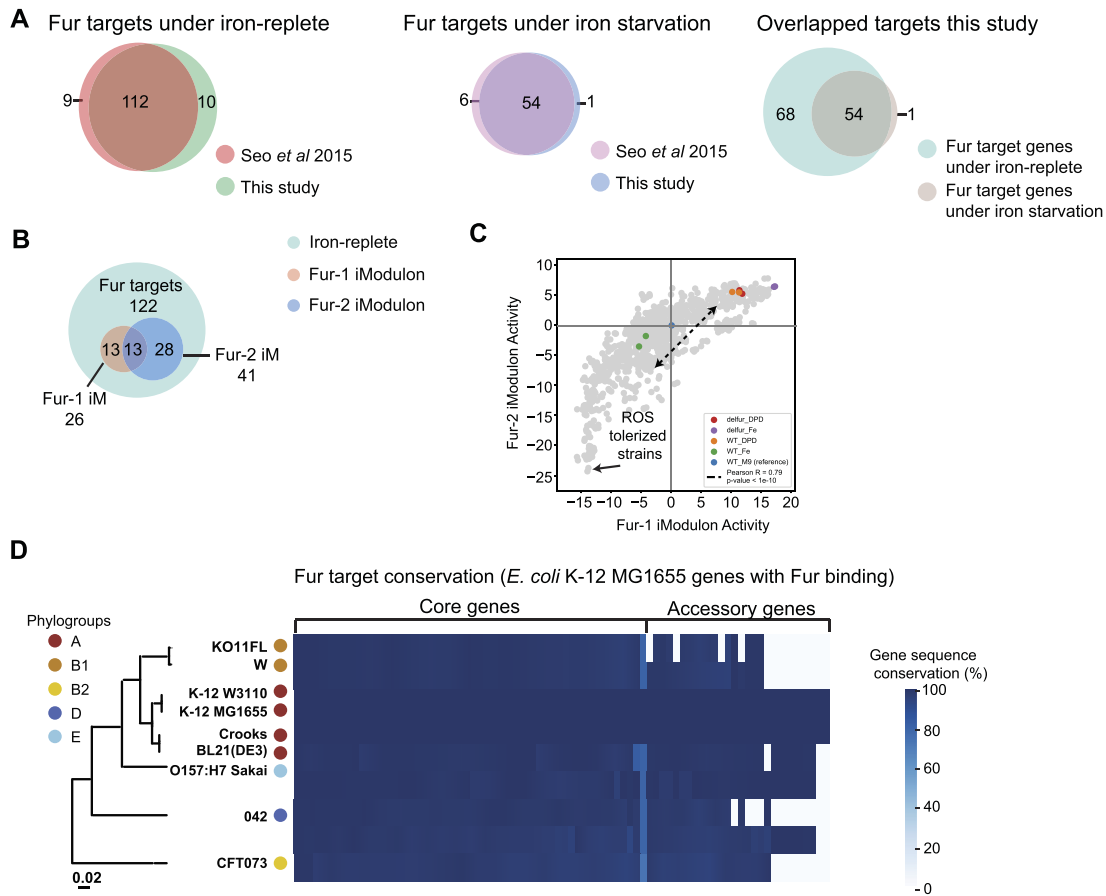 A
Fur targets under iron-replete
9
112
10
Seo et al 2015
This study
Fur targets under iron starvation
6
54
1
Seo et al 2015
This study
Overlapped targets this study
68
54
1
Fur target genes
under iron-replete
Fur target genes
under iron starvation
B
Iron-replete
Fur-1 iModulon
Fur-2 iModulon
Fur targets
122
13
13
28
Fur-2 iM
41
Fur-1 iM
26
C
Fur-2 iModulon Activity
10
5
0
−5
−10
−15
−20
−25
ROS
tolerized
strains
delfur_DPD
delfur_Fe
WT_DPD
WT_Fe
WT_M9 (reference)
Pearson R = 0.79
p-value < 1e-10
−15
−10
−5
0
5
10
15
20
Fur-1 iModulon Activity
D
Fur target conservation (E. coli K-12 MG1655 genes with Fur binding)
Core genes
Accessory genes
Phylogroups
A
B1
B2
D
E
KO11FL
W
K-12 W3110
K-12 MG1655
Crooks
BL21(DE3)
O157:H7 Sakai
042
CFT073
0.02
Gene sequence
conservation (%)
100
80
60
40
20
0